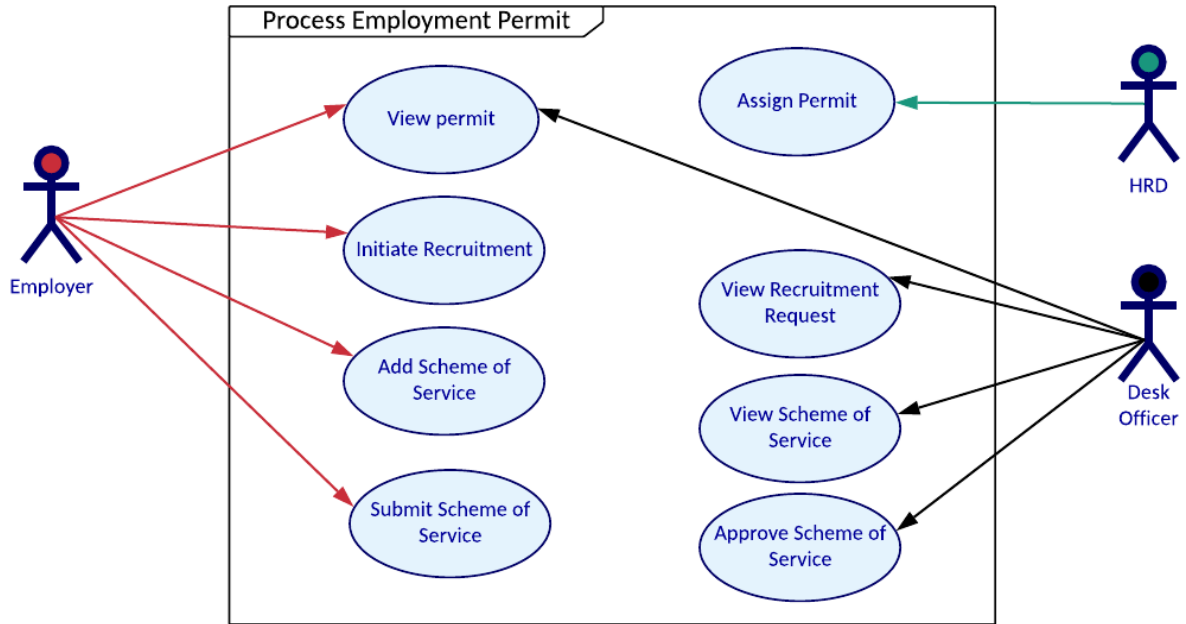 Process Employment Permit
View permit
Assign Permit
HRD
Employer
Initiate Recruitment
View Recruitment
Request
Add Scheme of
Service
View Scheme of
Service
Desk
Officer
Submit Scheme of
Service
Approve Scheme of
Service